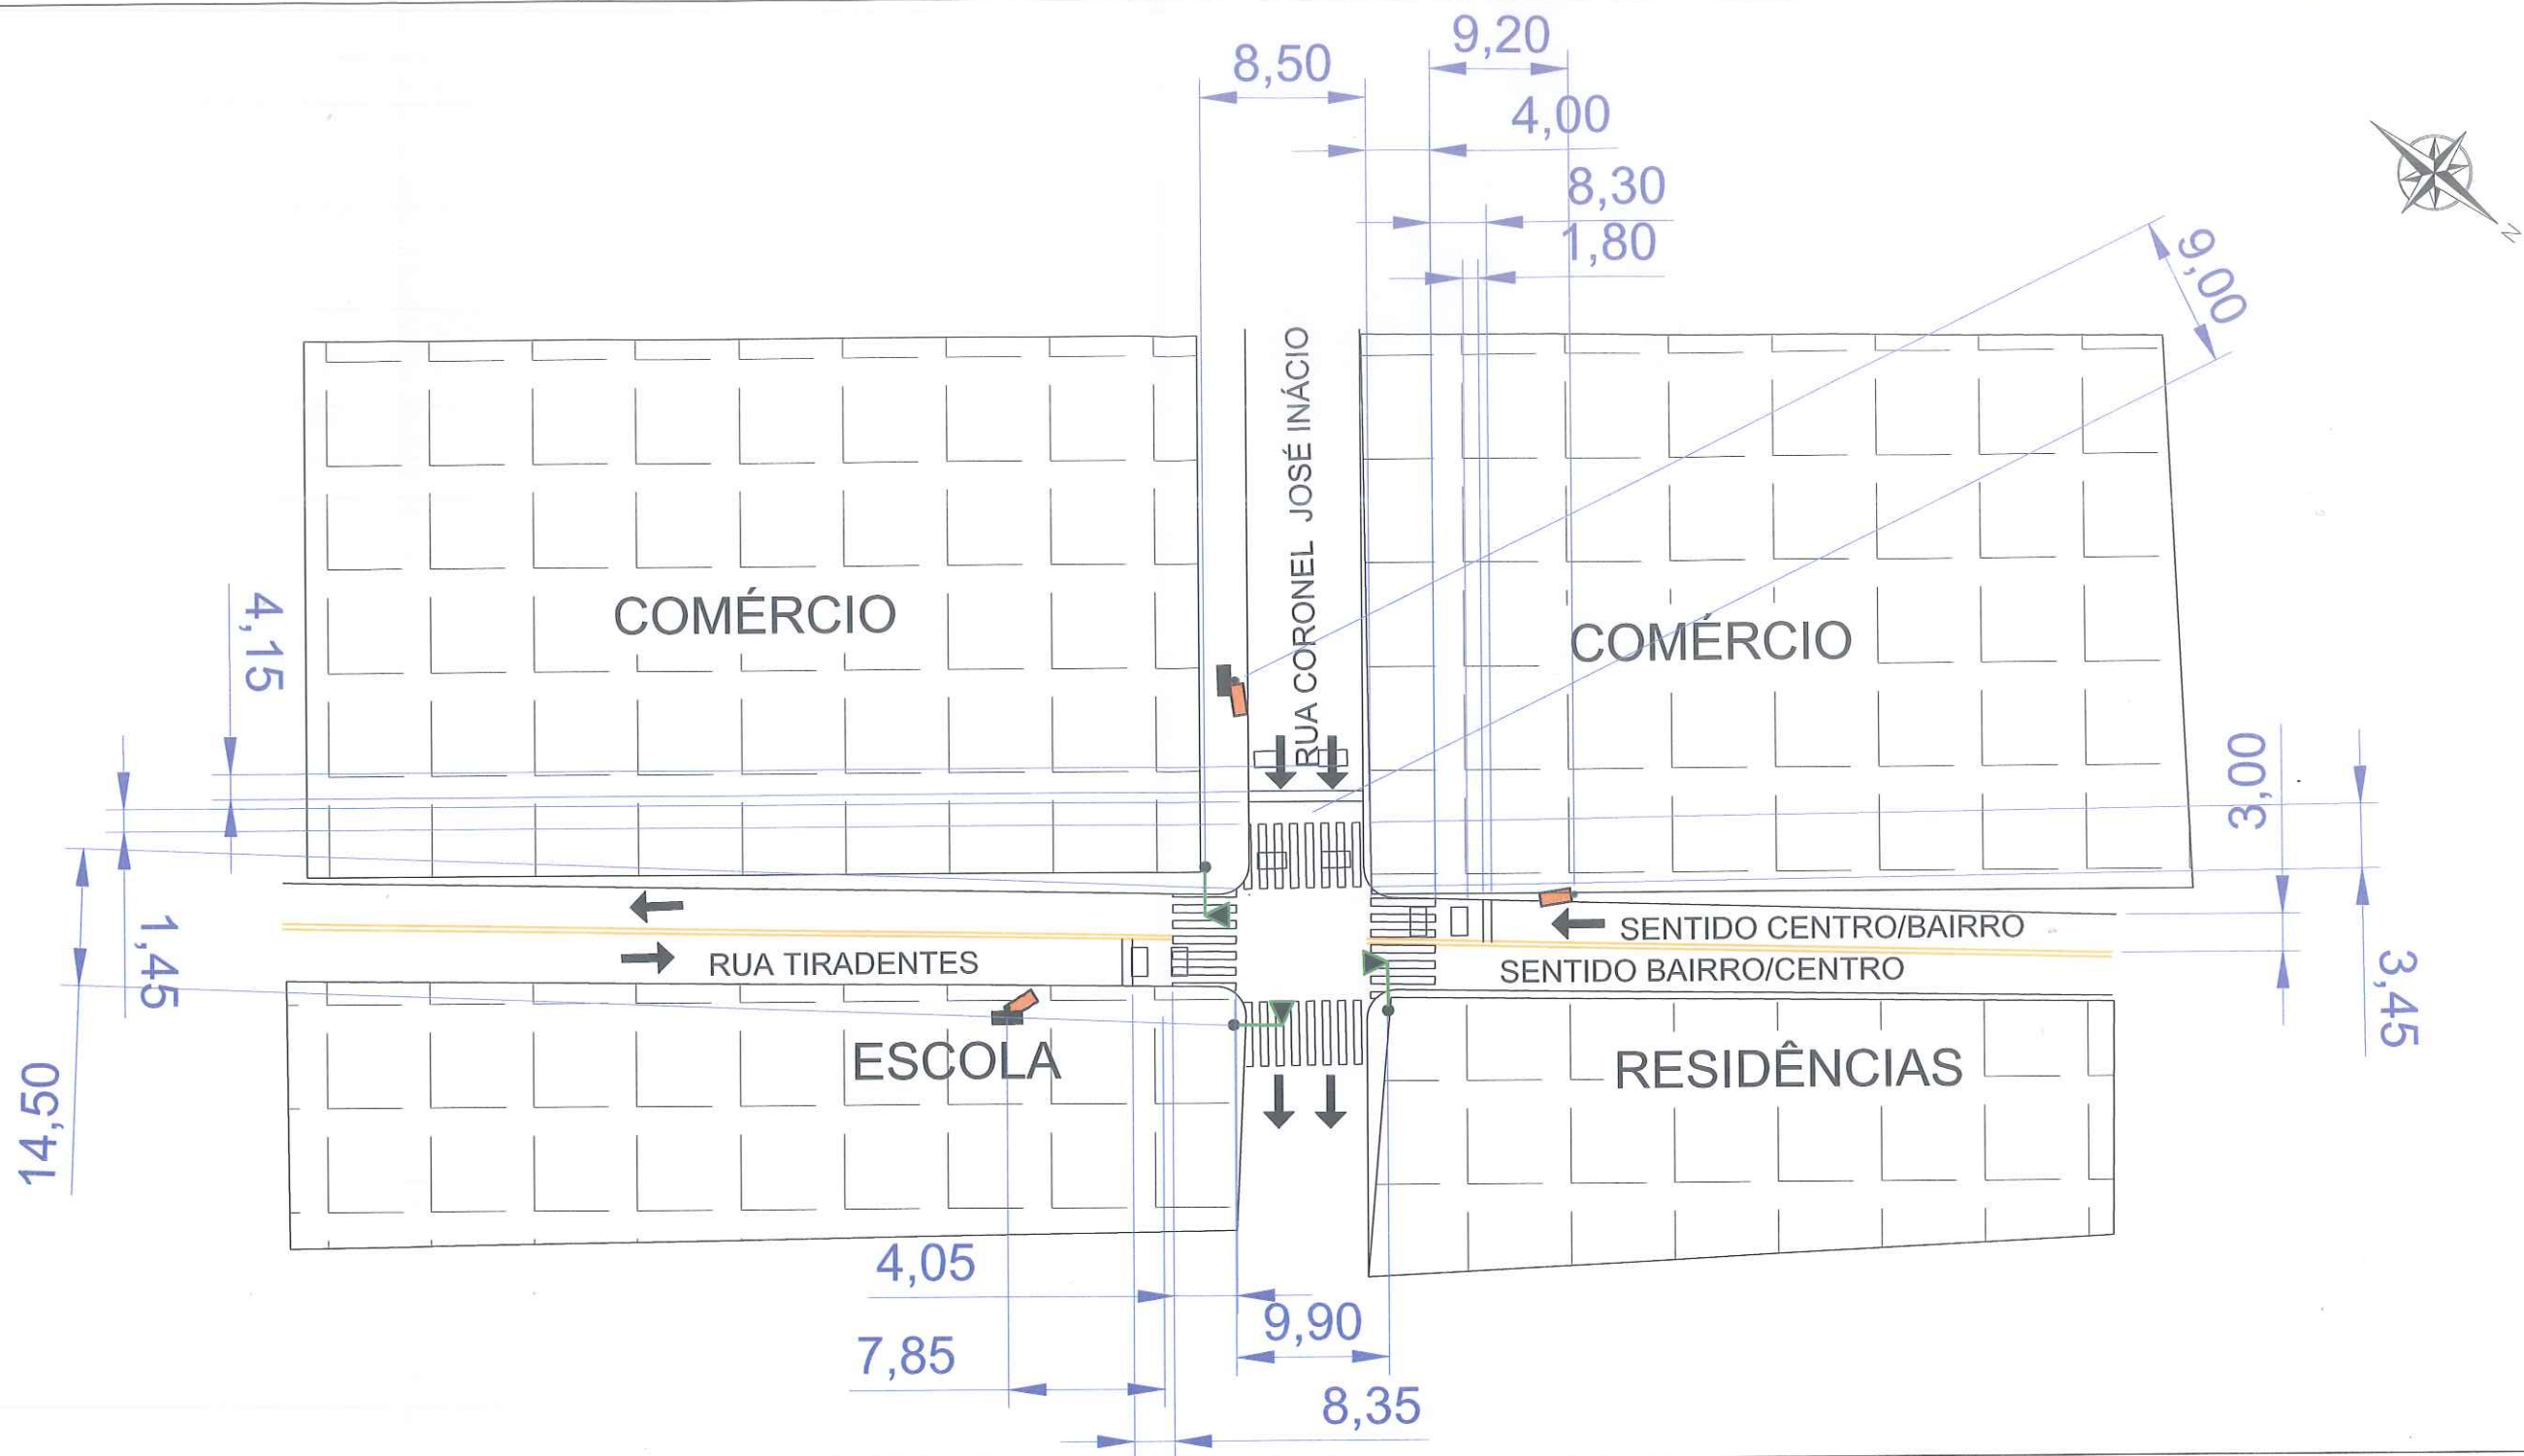 9,20
8,50
4,00
8,30
1,80
9,00
N
RUA CORONEL JOSÉ INÁCIO
COMÉRCIO
COMÉRCIO
4,15
3,00
SENTIDO CENTRO/BAIRRO
RUA TIRADENTES
SENTIDO BAIRRO/CENTRO
1,45
3,45
ESCOLA
RESIDÊNCIAS
14,50
4,05
9,90
7,85
8,35